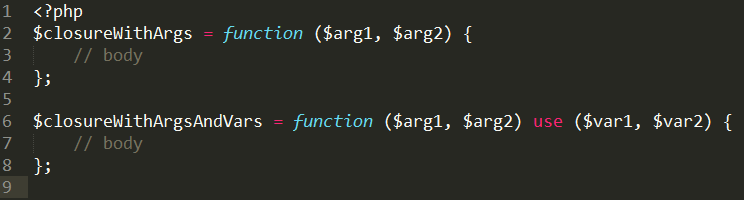 1 <?php
2 $closureWithArgs = function ($arg1, $arg2) {
3     // body
4 };
5
6 $closureWithArgsAndVars = function ($arg1, $arg2) use ($var1, $var2) {
7     // body
8 };
9